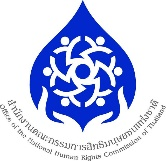 สำนักงานคณะกรรมการสิทธิมนุษยชนแห่งชาติ
Office of the National Human Rights Commission of Thailand